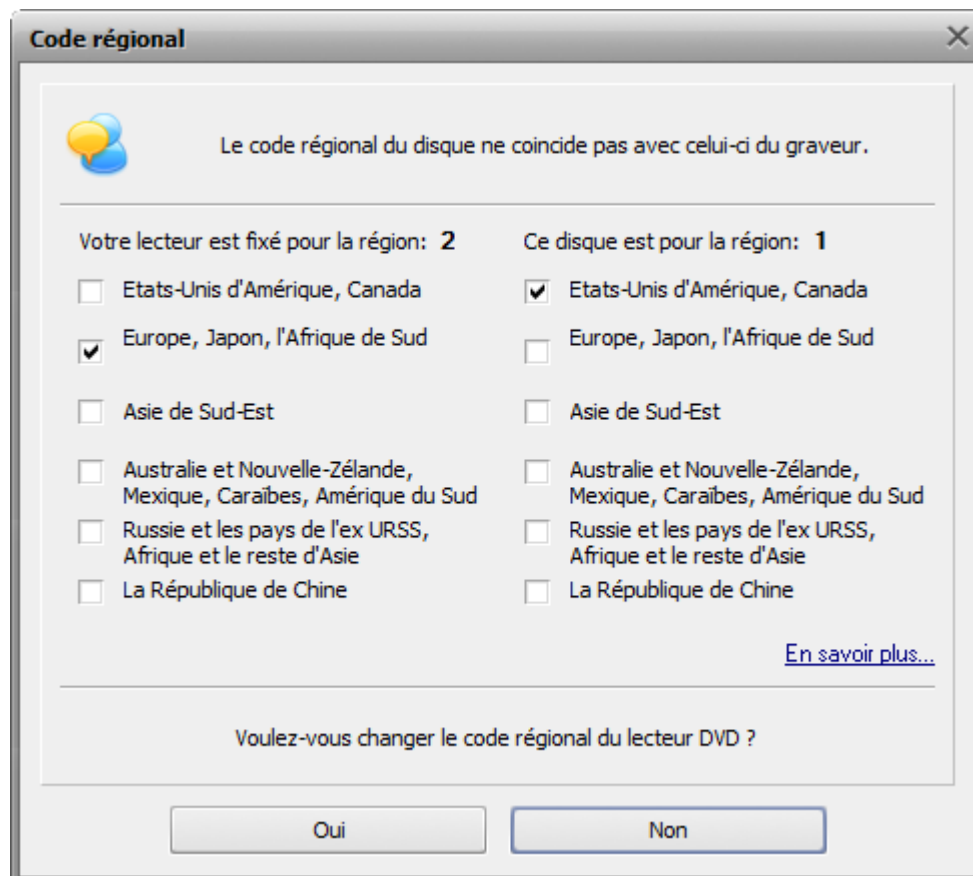 Code régional
Le code régional du disque ne coincide pas avec celui-ci du graveur.
Votre lecteur est fixé pour la région: 2
Etats-Unis d'Amérique, Canada
Europe, Japon, l'Afrique de Sud
Asie de Sud-Est
Australie et Nouvelle-Zélande,
Mexique, Caraïbes, Amérique du Sud
Russie et les pays de l'ex URSS,
Afrique et le reste d'Asie
La République de Chine
Ce disque est pour la région: 1
Etats-Unis d'Amérique, Canada
Europe, Japon, l'Afrique de Sud
Asie de Sud-Est
Australie et Nouvelle-Zélande,
Mexique, Caraïbes, Amérique du Sud
Russie et les pays de l'ex URSS,
Afrique et le reste d'Asie
La République de Chine
En savoir plus...
Voulez-vous changer le code régional du lecteur DVD ?
Oui
Non